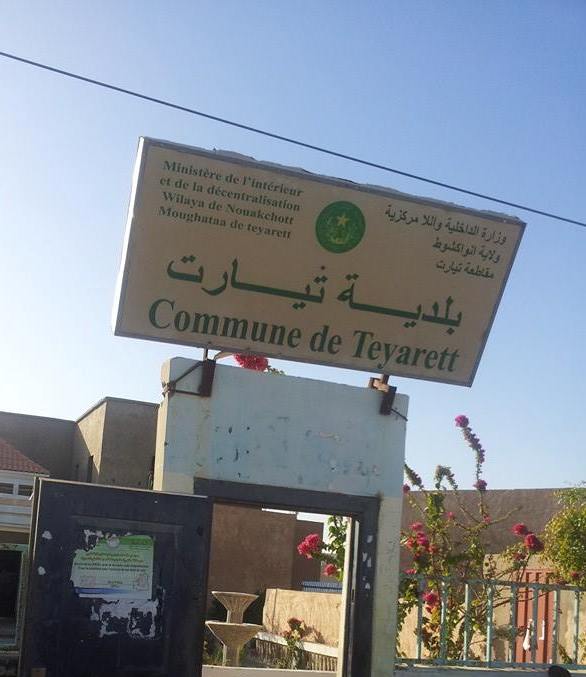 Ministère de l'intérieur
et de la décentralisation
Wilaya de Nouakchott
Moughataa de teyarett
وزارة الداخلية واللا مركزية
ولاية انواكشوط
مقاطعة تيارت
بلدية تيارت
Commune de Teyarett